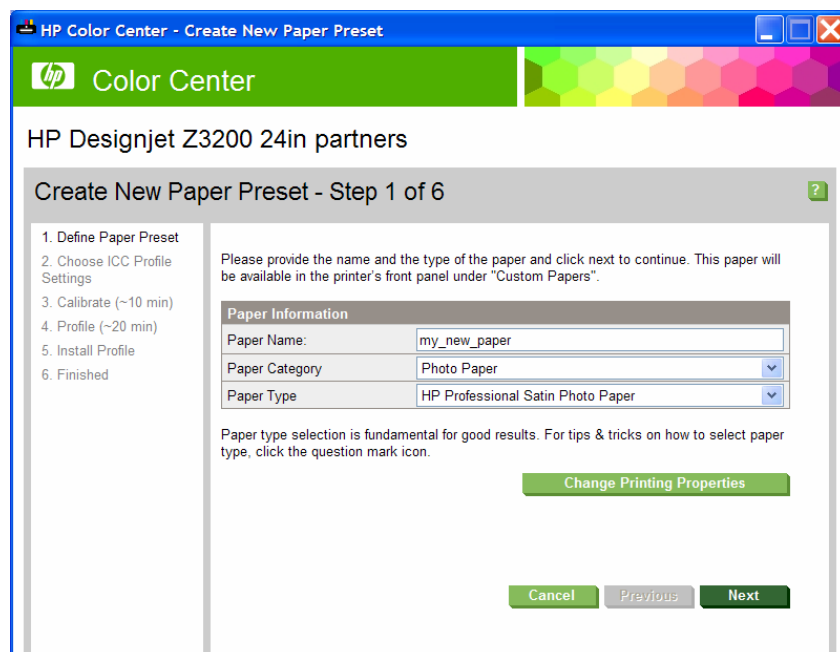 HP Color Center - Create New Paper Preset
hp Color Center
HP Designjet Z3200 24in partners
Create New Paper Preset - Step 1 of 6
?
1. Define Paper Preset
2. Choose ICC Profile
Settings
3. Calibrate (~10 min)
4. Profile (~20 min)
5. Install Profile
6. Finished
Please provide the name and the type of the paper and click next to continue. This paper will
be available in the printer's front panel under "Custom Papers".
Paper Information
Paper Name: my_new_paper
Paper Category Photo Paper
Paper Type HP Professional Satin Photo Paper
Paper type selection is fundamental for good results. For tips & tricks on how to select paper
type, click the question mark icon.
Change Printing Properties
Cancel Previous Next